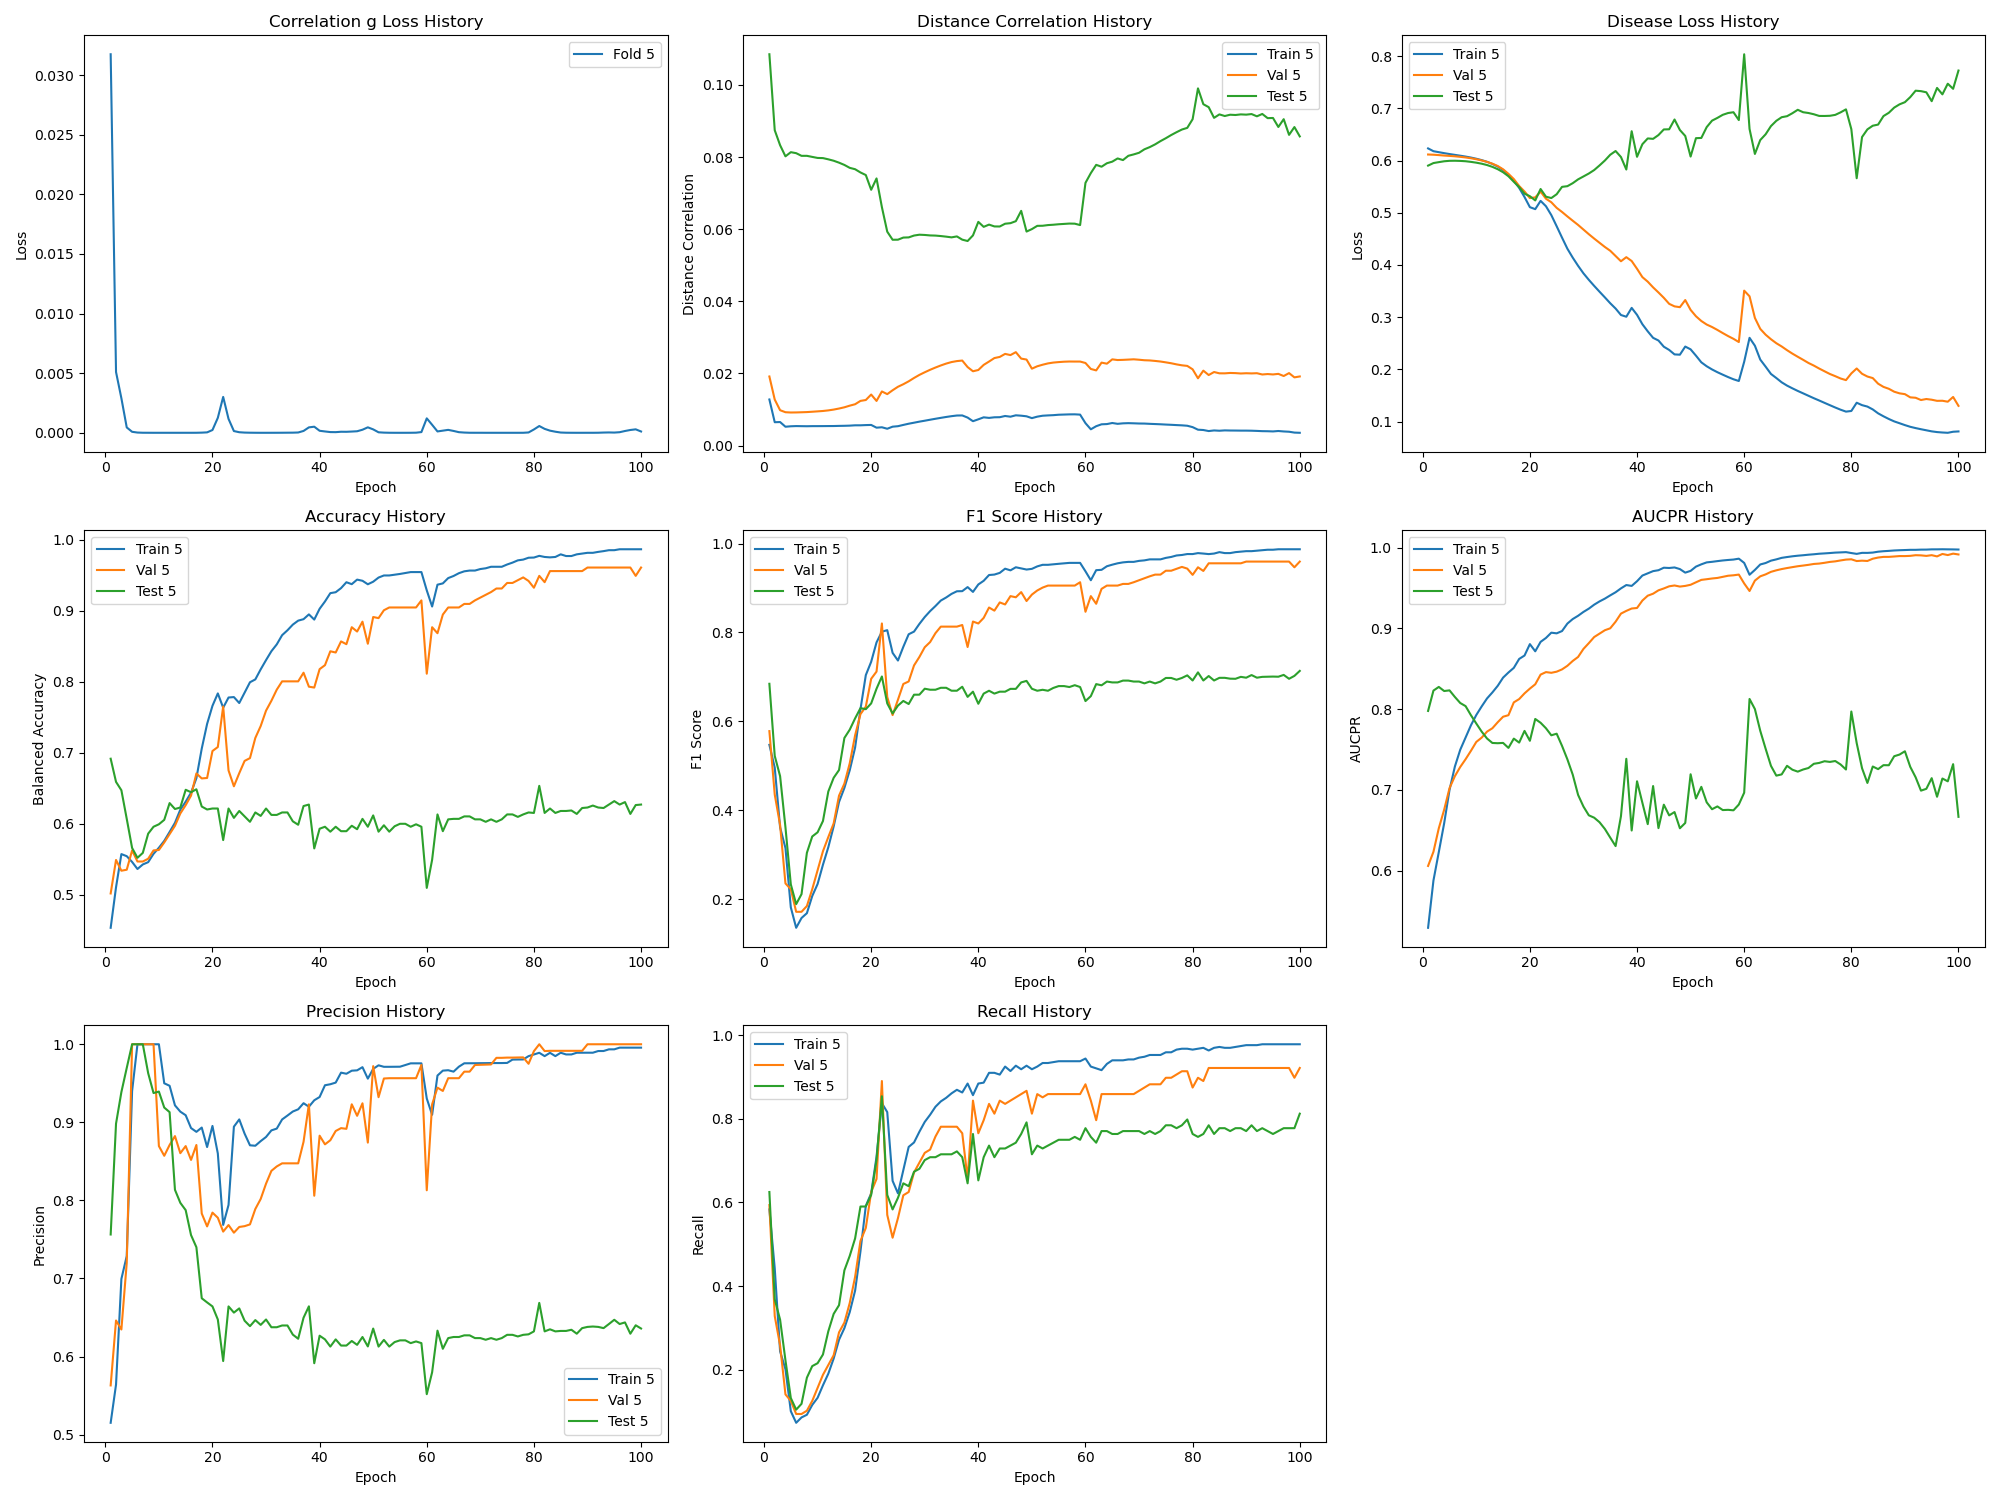 Correlation g Loss History
Loss
0.030
0.025
0.020
0.015
0.010
0.005
0.000
0 20 40 60 80 100
Epoch
Fold 5
Distance Correlation History
Distance Correlation
0.10
0.08
0.06
0.04
0.02
0.00
0 20 40 60 80 100
Epoch
Train 5
Val 5
Test 5
Disease Loss History
Loss
0.8
0.7
0.6
0.5
0.4
0.3
0.2
0.1
0 20 40 60 80 100
Epoch
Train 5
Val 5
Test 5
Accuracy History
Balanced Accuracy
1.0
0.9
0.8
0.7
0.6
0.5
0 20 40 60 80 100
Epoch
Train 5
Val 5
Test 5
F1 Score History
F1 Score
1.0
0.8
0.6
0.4
0.2
0 20 40 60 80 100
Epoch
Train 5
Val 5
Test 5
AUCPR History
AUCPR
1.0
0.9
0.8
0.7
0.6
0 20 40 60 80 100
Epoch
Train 5
Val 5
Test 5
Precision History
Precision
1.0
0.9
0.8
0.7
0.6
0.5
0 20 40 60 80 100
Epoch
Train 5
Val 5
Test 5
Recall History
Recall
1.0
0.8
0.6
0.4
0.2
0 20 40 60 80 100
Epoch
Train 5
Val 5
Test 5